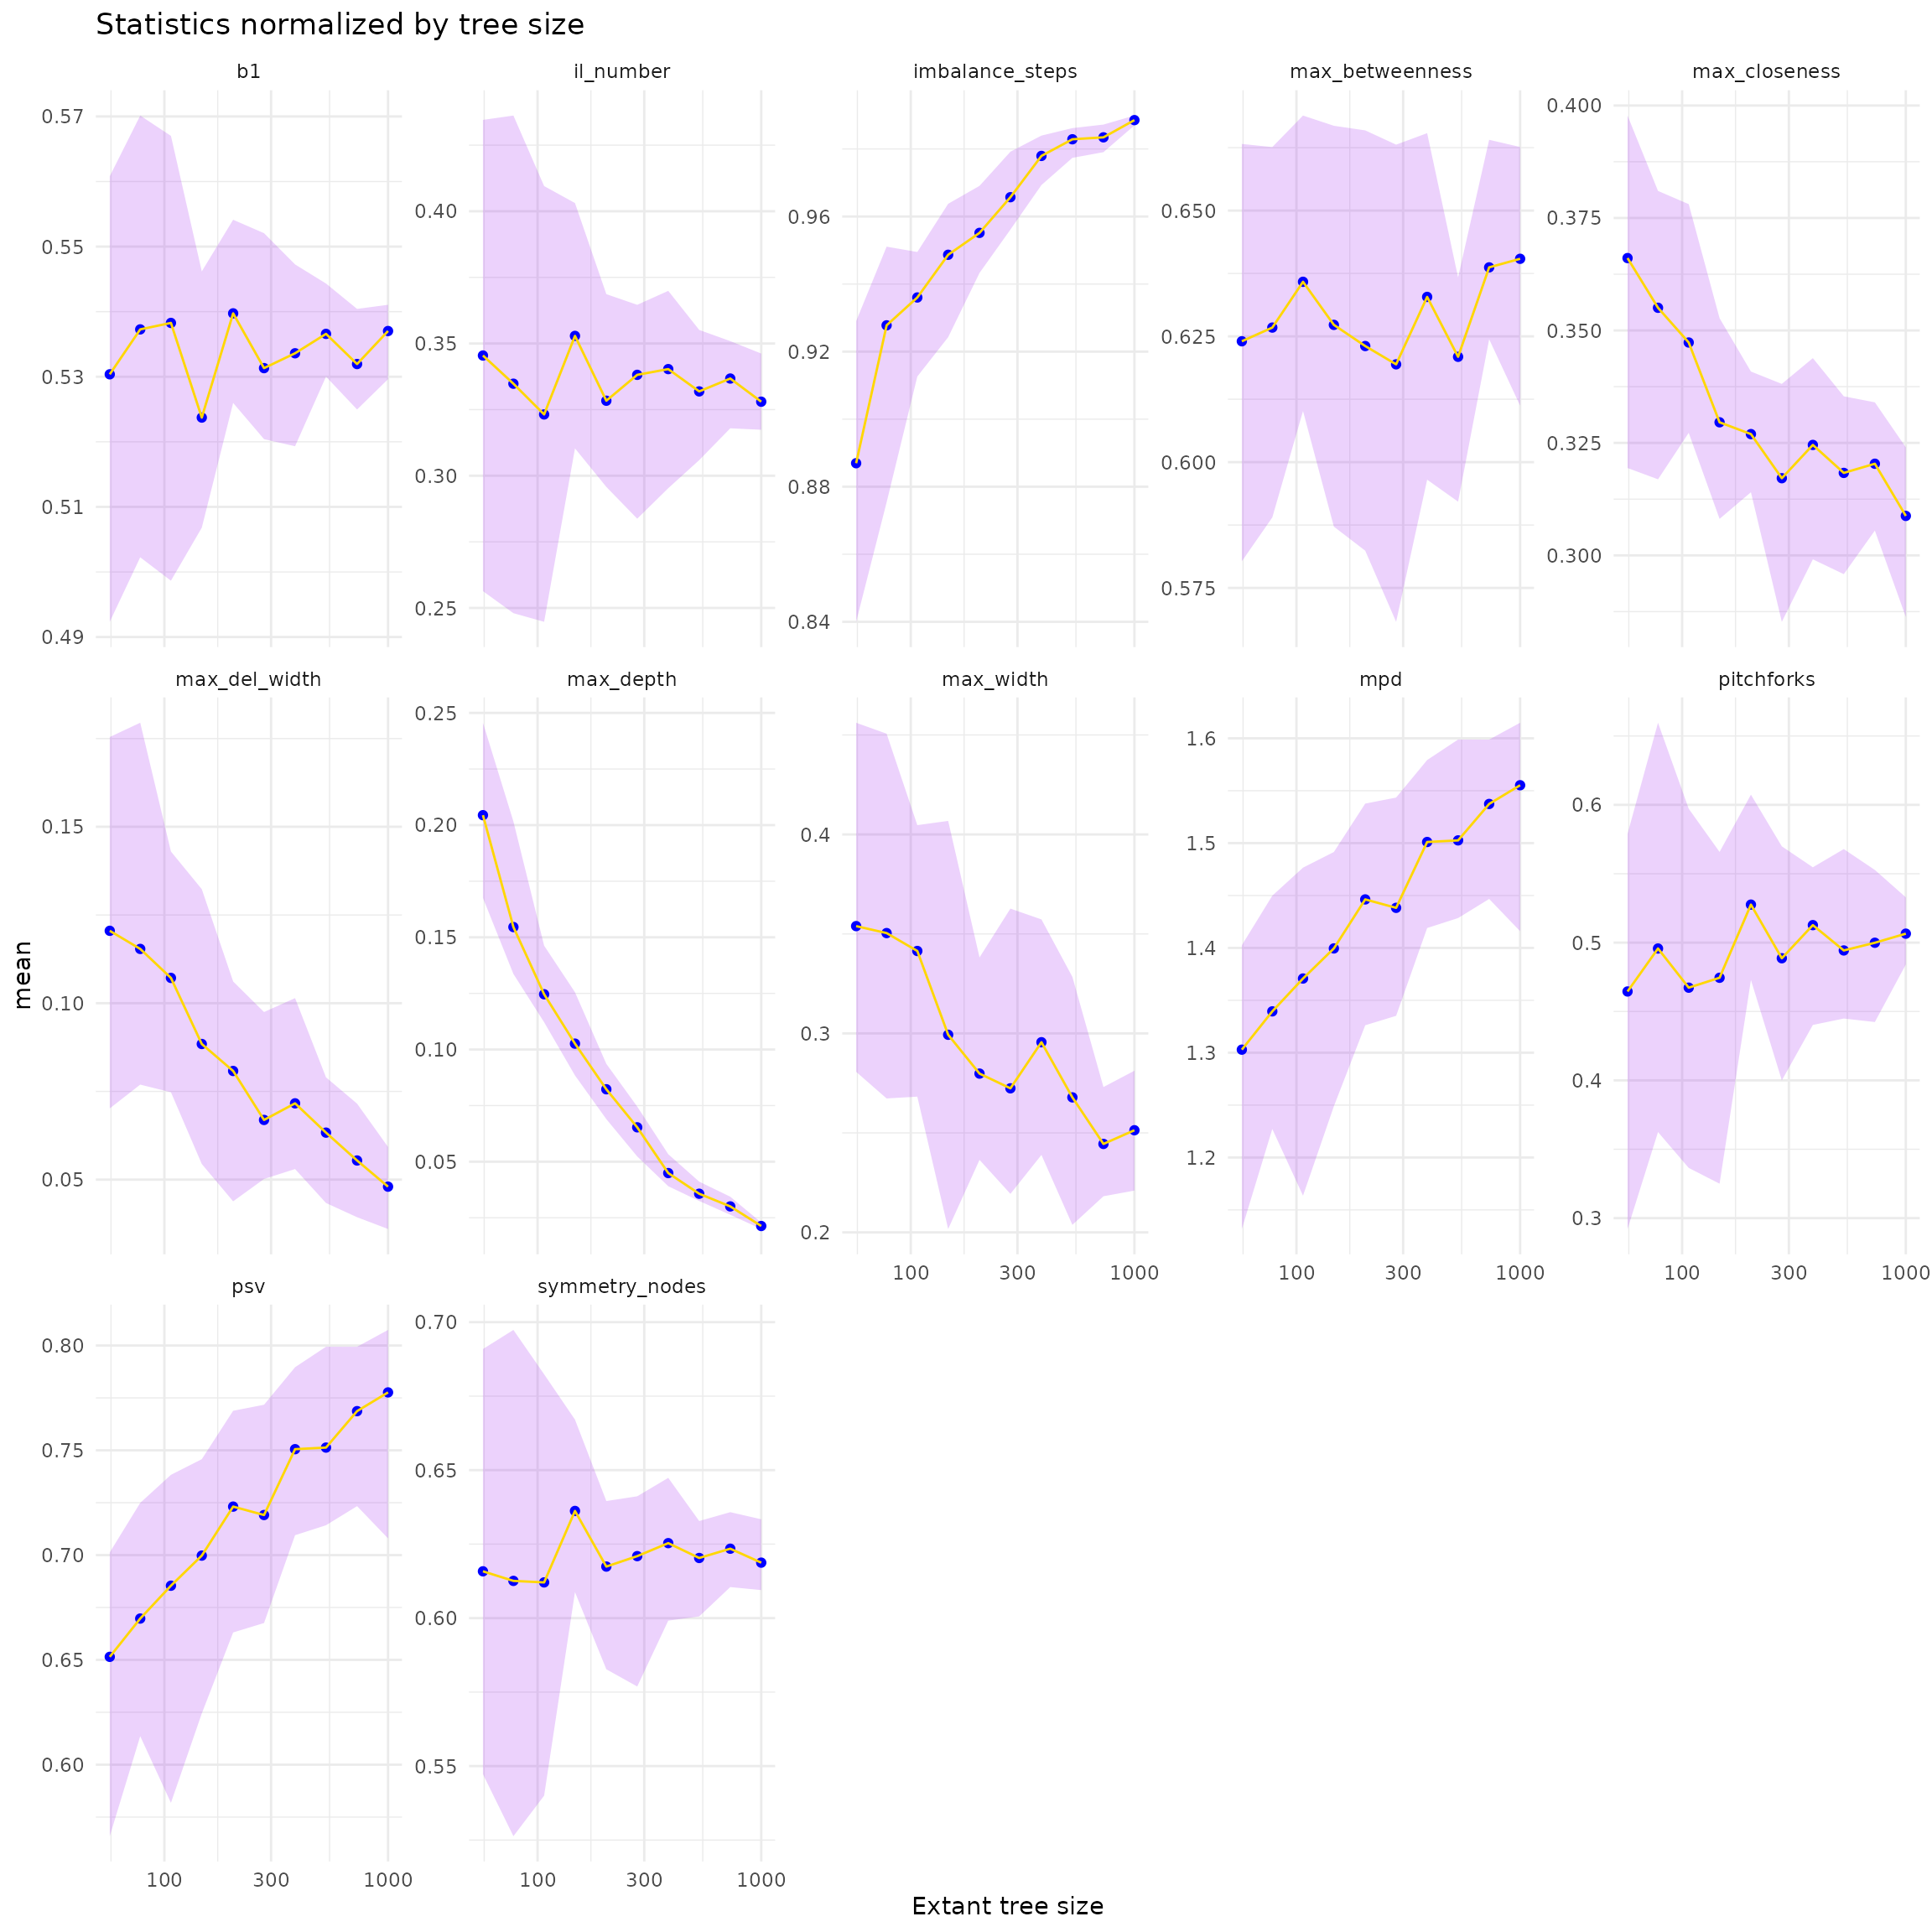 Statistics normalized by tree size
b1 il_number imbalance_steps max_betweenness max_closeness
0.57 0.55 0.53 0.51 0.49
0.40 0.35 0.30 0.25
0.96 0.92 0.88 0.84
0.650 0.625 0.600 0.575
0.400 0.375 0.350 0.325 0.300
max_del_width max_depth max_width mpd pitchforks
mean
0.15 0.10 0.05
0.25 0.20 0.15 0.10 0.05
0.4 0.3 0.2
1.6 1.5 1.4 1.3 1.2
0.6 0.5 0.4 0.3
100 300 1000 100 300 1000 100 300 1000
psv symmetry_nodes
0.80 0.75 0.70 0.65 0.60
0.70 0.65 0.60 0.55
100 300 1000 100 300 1000
Extant tree size